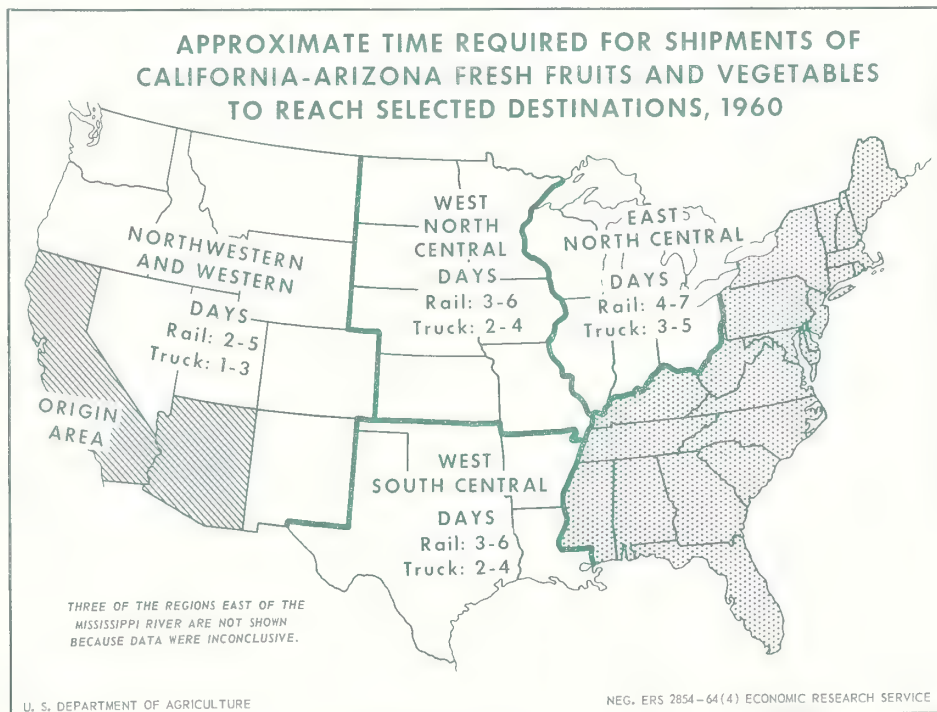 APPROXIMATE TIME REQUIRED FOR SHIPMENTS OF
CALIFORNIA-ARIZONA FRESH FRUITS AND VEGETABLES
TO REACH SELECTED DESTINATIONS, 1960
NORTHWESTERN
AND WESTERN
DAYS
Rail: 2-5
Truck: 1-3
WEST
NORTH
CENTRAL
DAYS
Rail: 3-6
Truck: 2-4
EAST
NORTH CENTRAL
DAYS
Rail: 4-7
Truck: 3-5
ORIGIN
AREA
WEST
SOUTH CENTRAL
DAYS
Rail: 3-6
Truck: 2-4
THREE OF THE REGIONS EAST OF THE
MISSISSIPPI RIVER ARE NOT SHOWN
BECAUSE DATA WERE INCONCLUSIVE.
U. S. DEPARTMENT OF AGRICULTURE
NEG. ERS 2854-64(4) ECONOMIC RESEARCH SERVICE